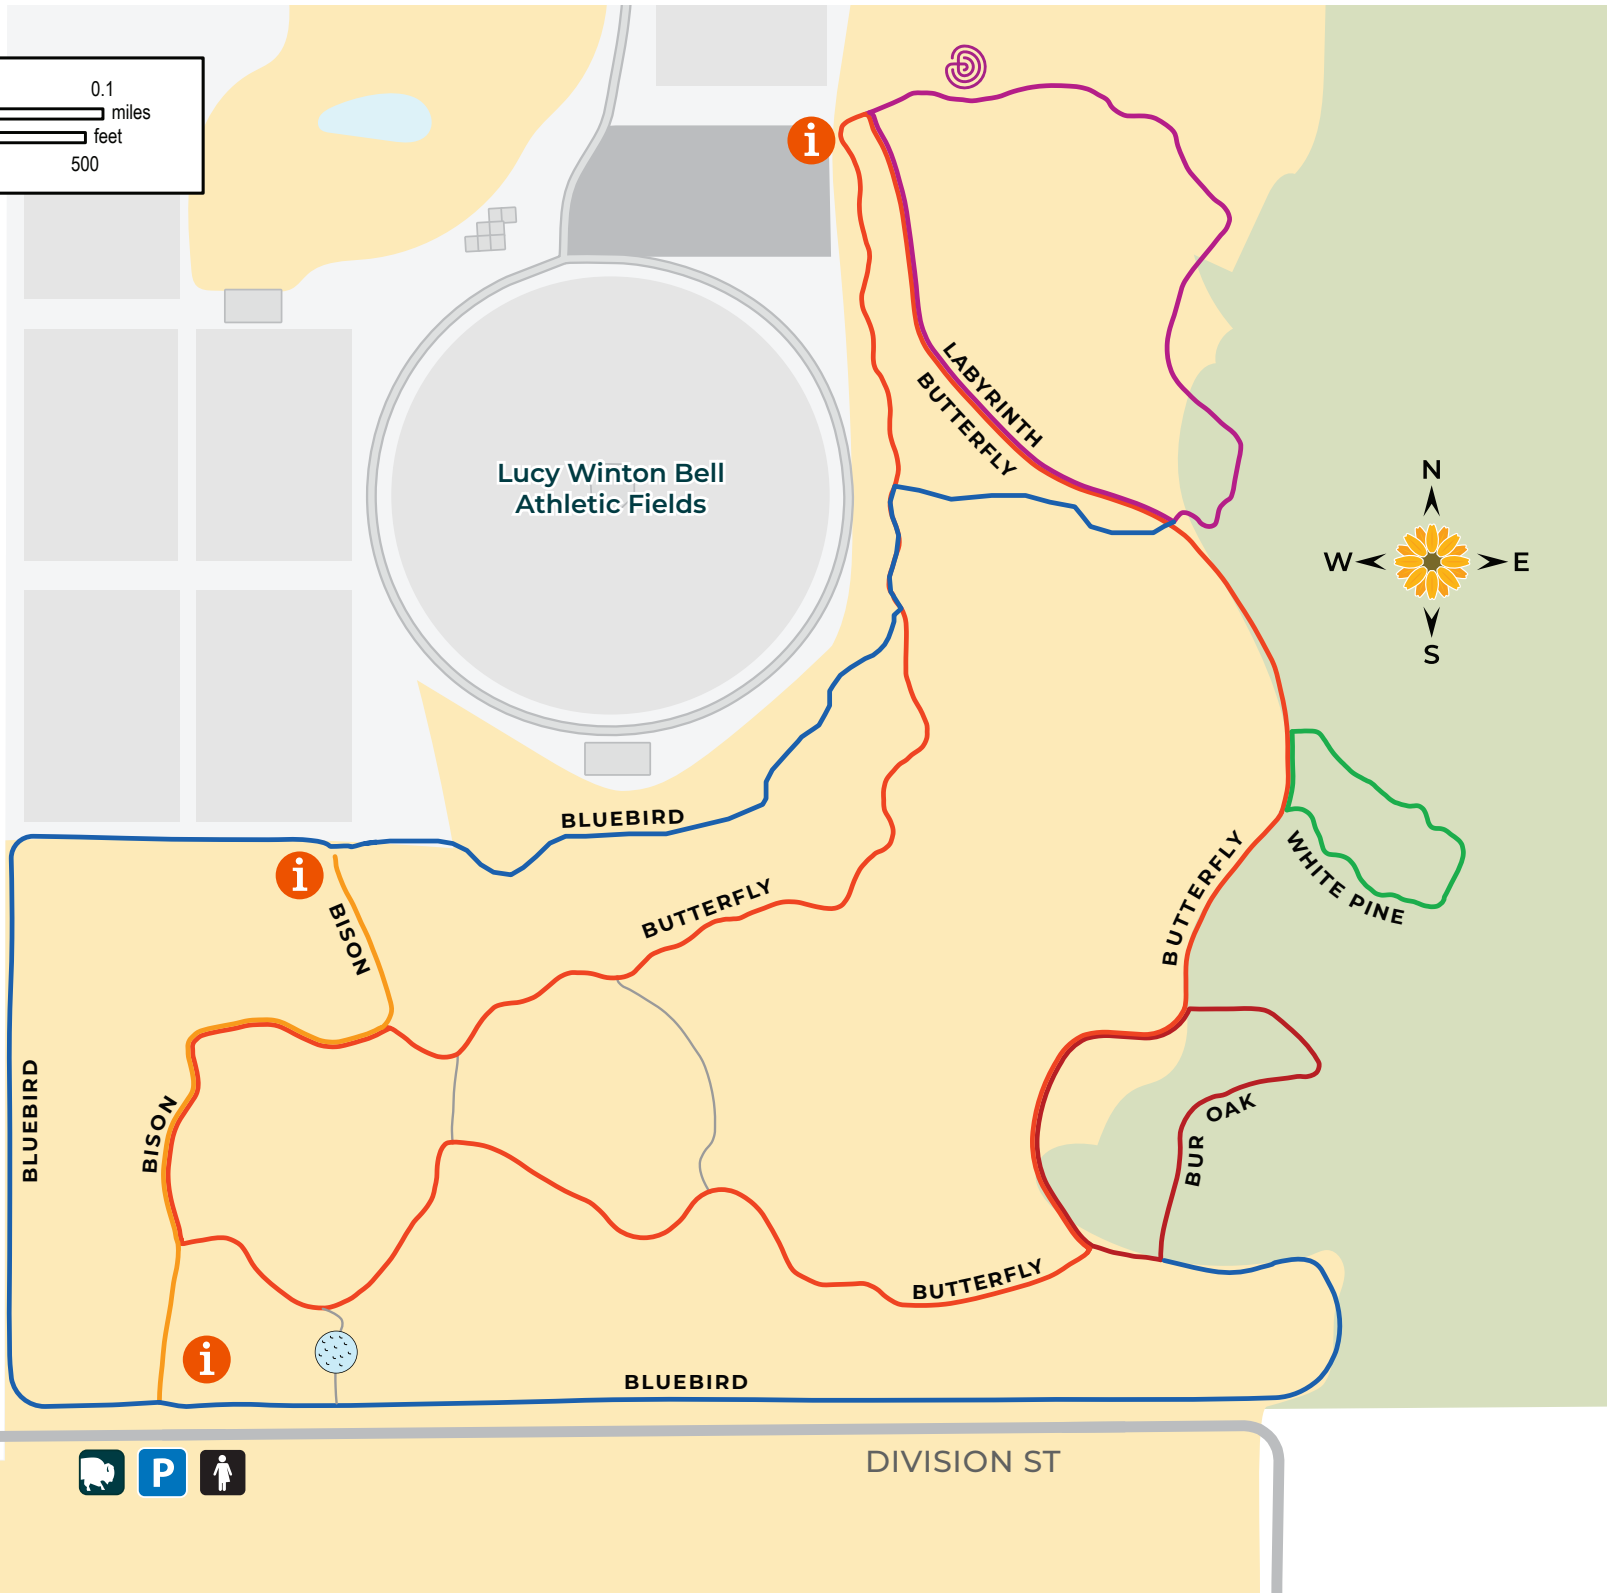 0.1
miles
feet
500
i
LABYRINTH
BUTTERFLY
Lucy Winton Bell
Athletic Fields
N
W
E
S
BLUEBIRD
BUTTERFLY
BUTTERFLY
WHITE PINE
i
BISON
BLUEBIRD
BISON
BUR OAK
BUTTERFLY
i
BLUEBIRD
DIVISION ST
P